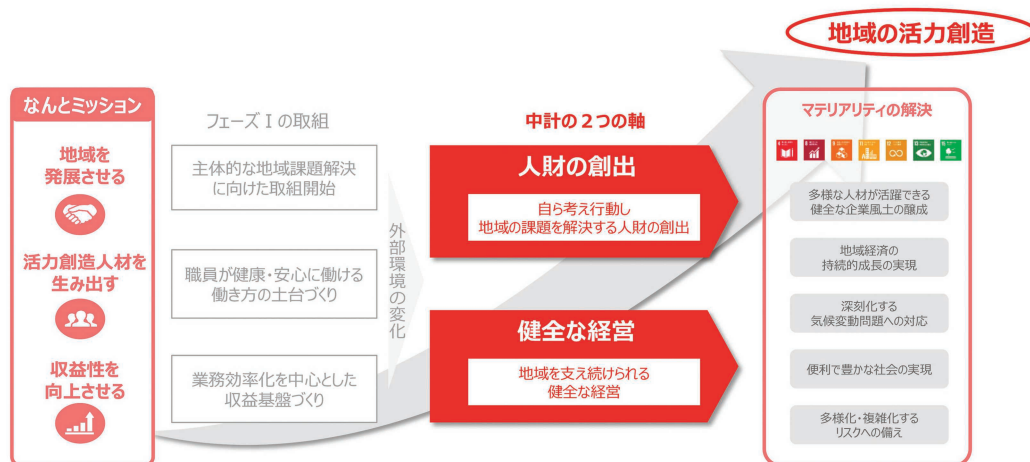 地域の活力創造
なんとミッション
地域を
発展させる
活力創造人材を
生み出す
収益性を
向上させる
フェーズⅠの取組
主体的な地域課題解決
に向けた取組開始
職員が健康・安心に働ける
働き方の土台づくり
業務効率化を中心とした
収益基盤づくり
外部環境の変化
中計の２つの軸
人財の創出
自ら考え行動し
地域の課題を解決する人財の創出
健全な経営
地域を支え続けられる
健全な経営
マテリアリティの解決
多様な人材が活躍できる
健全な企業風土の醸成
地域経済の
持続的成長の実現
深刻化する
気候変動問題への対応
便利で豊かな社会の実現
多様化・複雑化する
リスクへの備え